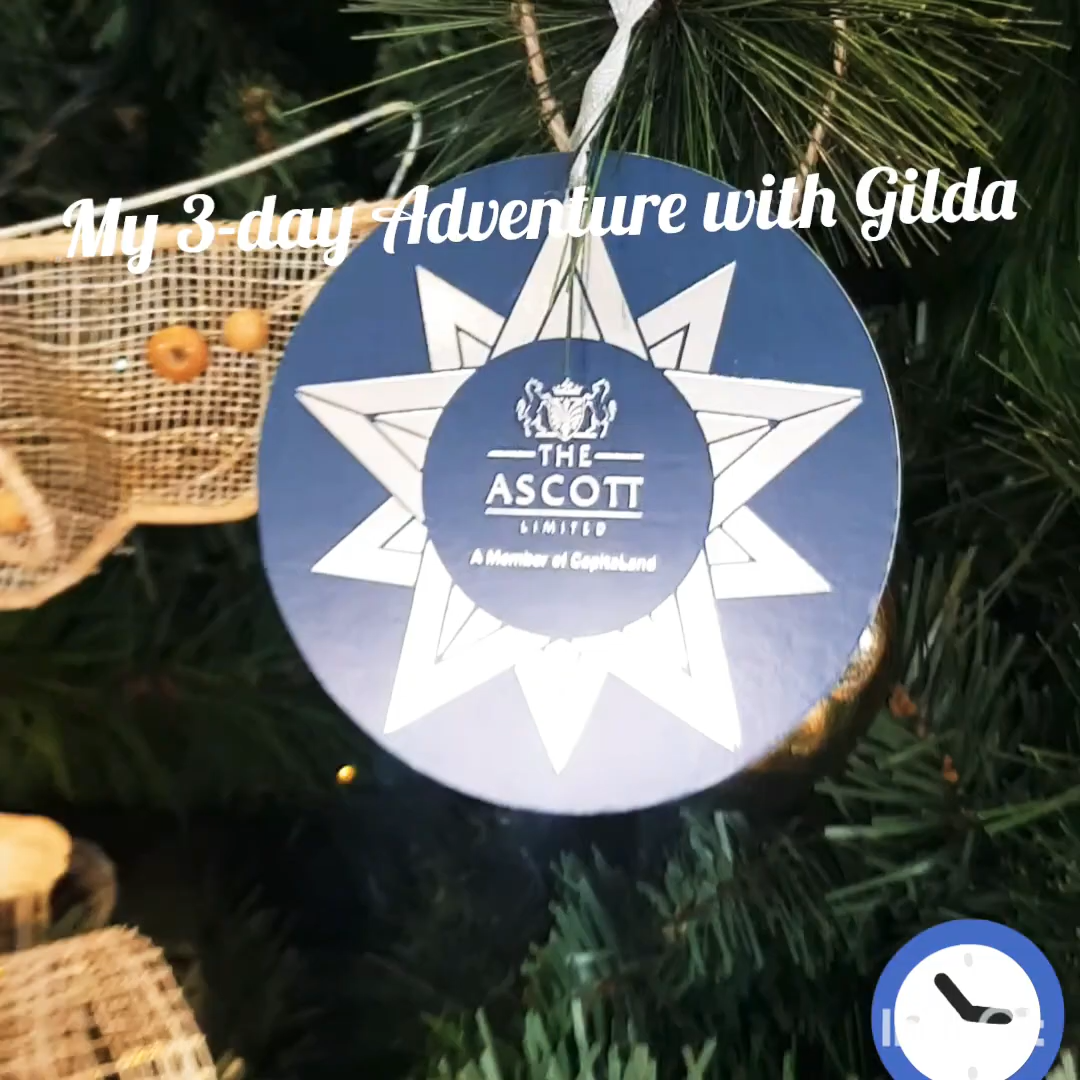 My 3-day Adventure with Gilda
THE
ASCOTT
LIMITED
A Member of CapitaLand